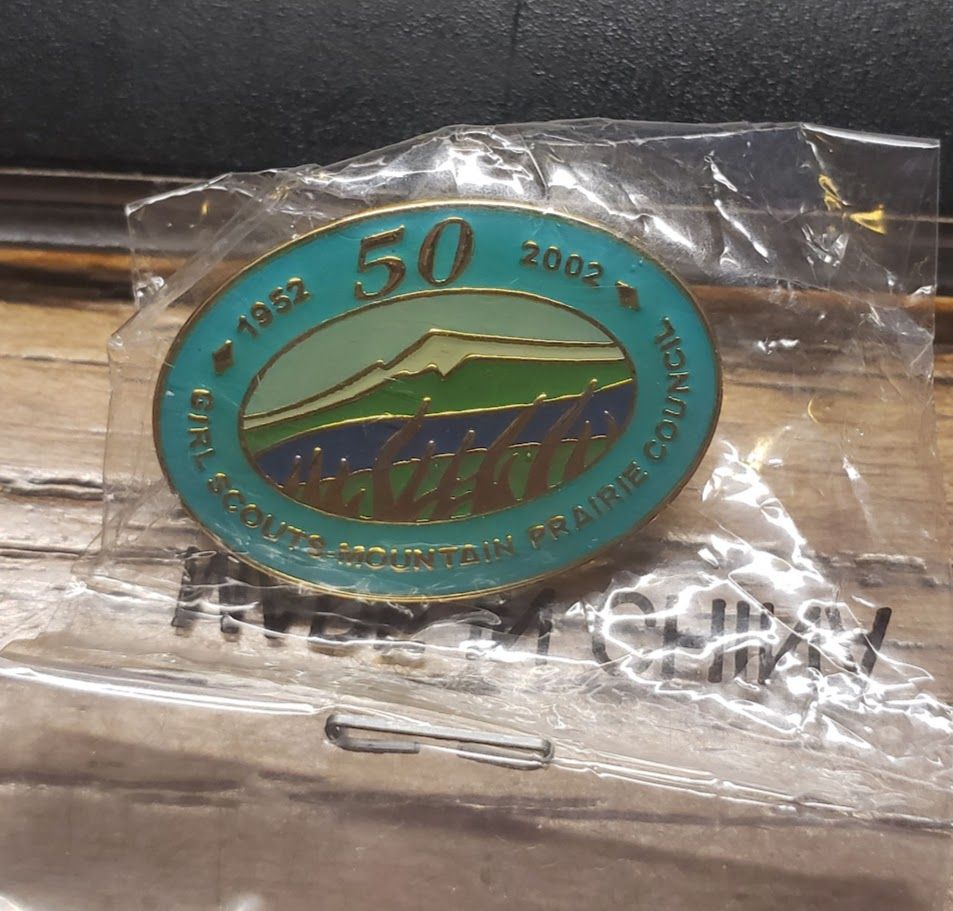 1952 50 2002
GIRL SCOUTS-MOUNTAIN PRAIRIE COUNCIL
MADE IN CHINA